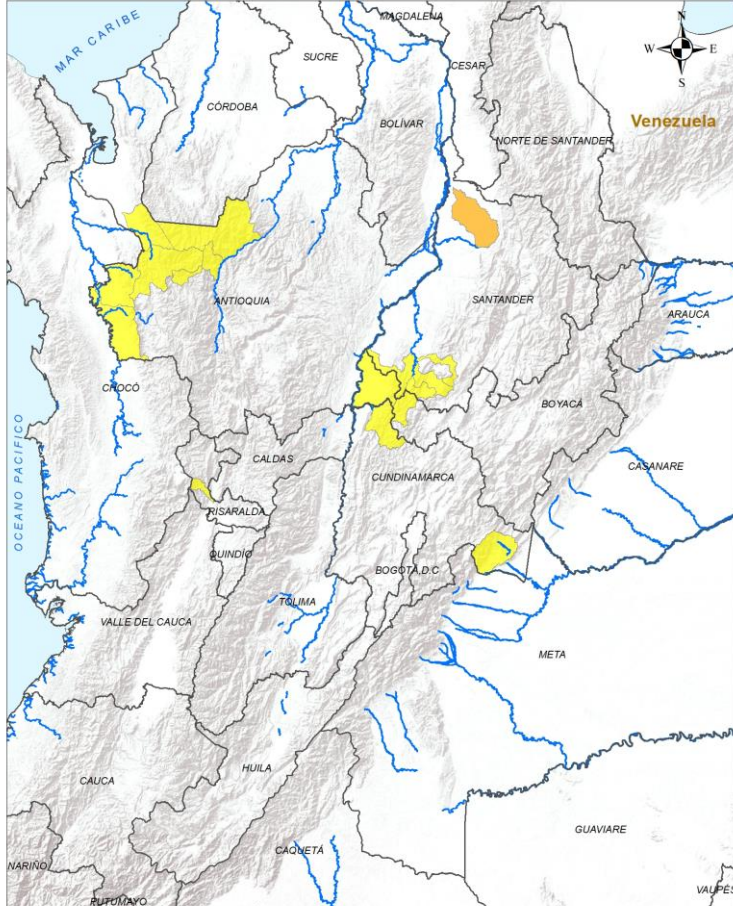 MAGDALENA
N
MAR CARIBE
W E
SUCRE
CESAR
S
CÓRDOBA
BOLÍVAR
Venezuela
NORTE DE SANTANDER
ANTIOQUIA
SANTANDER
ARAUCA
CHOCÓ
BOYACÁ
OCEANO PACIFICO
CALDAS
CUNDINAMARCA
CASANARE
RISARALDA
QUINDÍO
BOGOTÁ,D.C
TOLIMA
VALLE DEL CAUCA
META
HUILA
CAUCA
GUAVIARE
CAQUETÁ
NARIÑO
VAUPÉS
PUTUMAYO